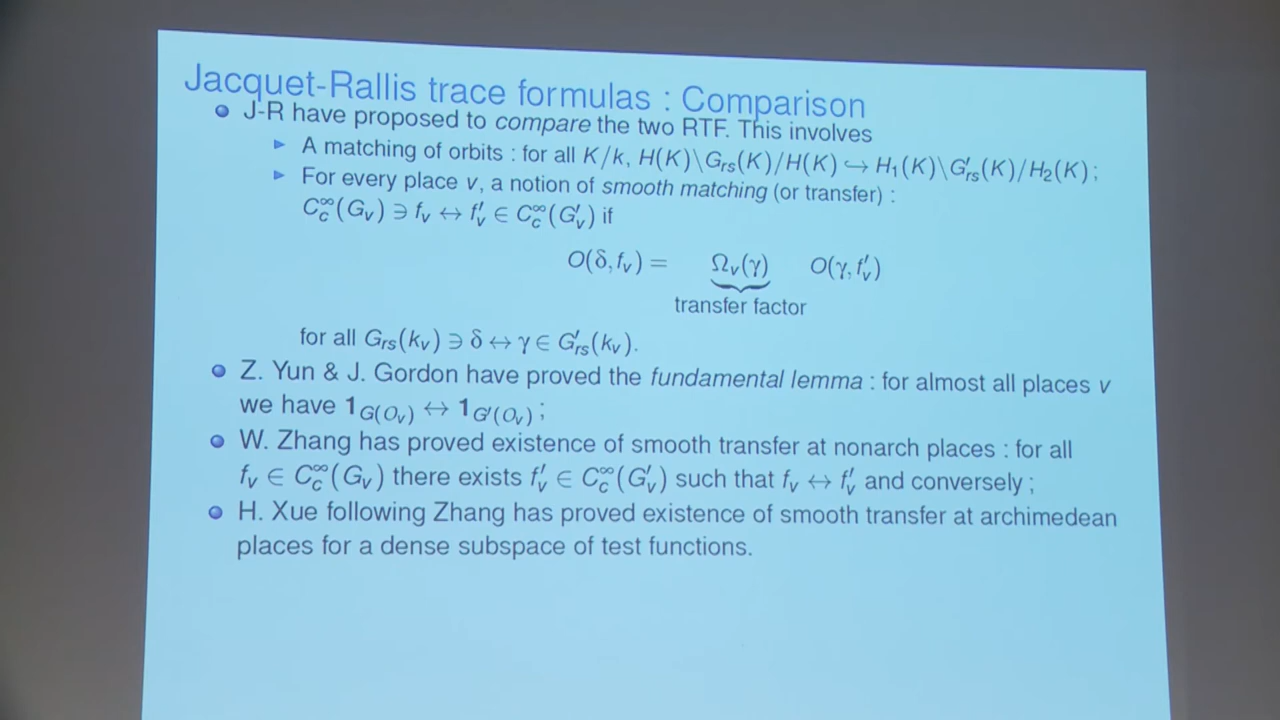 Jacquet-Rallis trace formulas : Comparison
J-R have proposed to compare the two RTF. This involves
A matching of orbits : for all K/k, H(K)\G_rs(K)/H(K) ↪ H_1(K)\G'_rs(K)/H_2(K);
For every place v, a notion of smooth matching (or transfer) :
C_c^∞(G_v) ∋ f_v ↔ f'_v ∈ C_c^∞(G'_v) if
O(δ, f_v) = Ω_v(γ) O(γ, f'_v)
transfer factor
for all G_rs(k_v) ∋ δ ↔ γ ∈ G'_rs(k_v).
Z. Yun & J. Gordon have proved the fundamental lemma : for almost all places v
we have 1_G(O_v) ↔ 1_G'(O_v) ;
W. Zhang has proved existence of smooth transfer at nonarch places : for all
f_v ∈ C_c^∞(G_v) there exists f'_v ∈ C_c^∞(G'_v) such that f_v ↔ f'_v and conversely ;
H. Xue following Zhang has proved existence of smooth transfer at archimedean
places for a dense subspace of test functions.